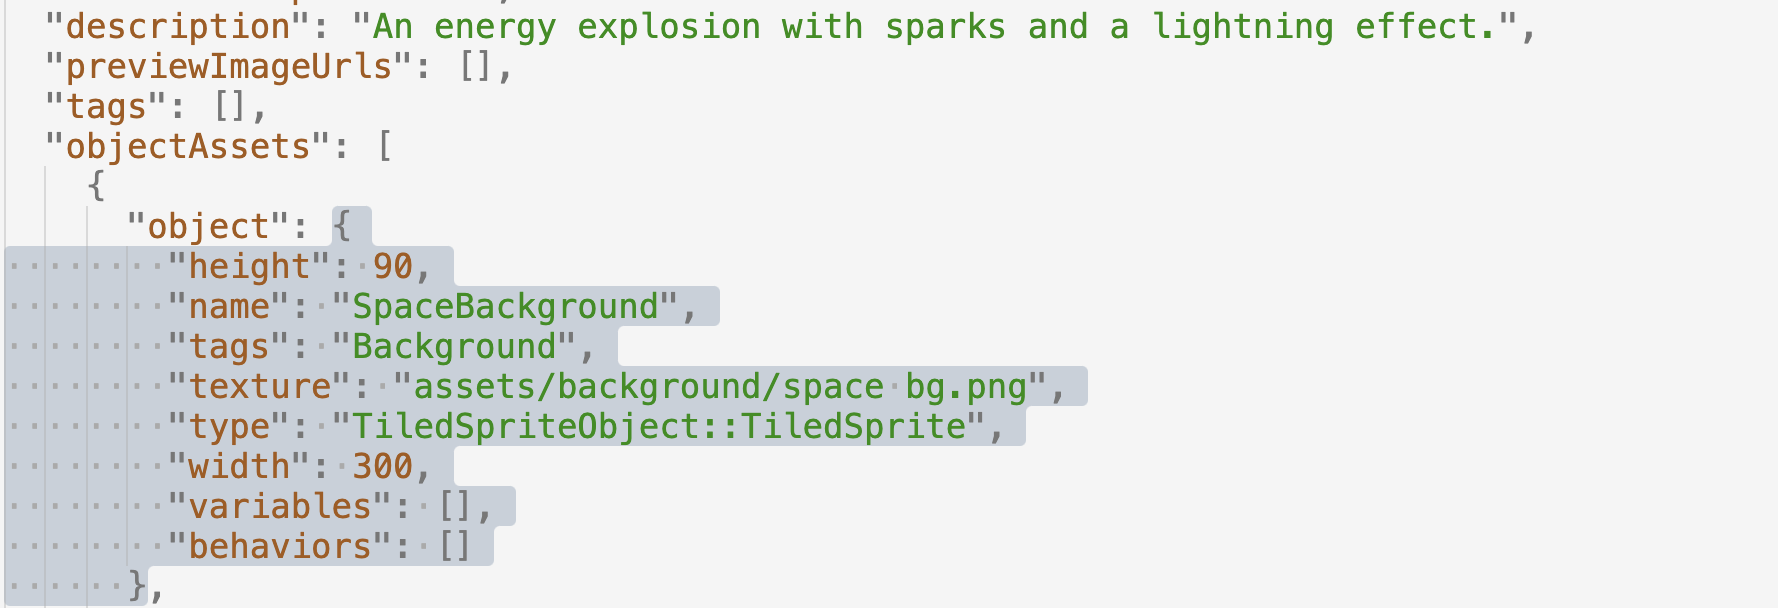 "description": "An energy explosion with sparks and a lightning effect.",
"previewImageUrls": [],
"tags": [],
"objectAssets": [
{
"object": {
"height": 90,
"name": "SpaceBackground",
"tags": "Background",
"texture": "assets/background/space bg.png",
"type": "TiledSpriteObject::TiledSprite",
"width": 300,
"variables": [],
"behaviors": []
},